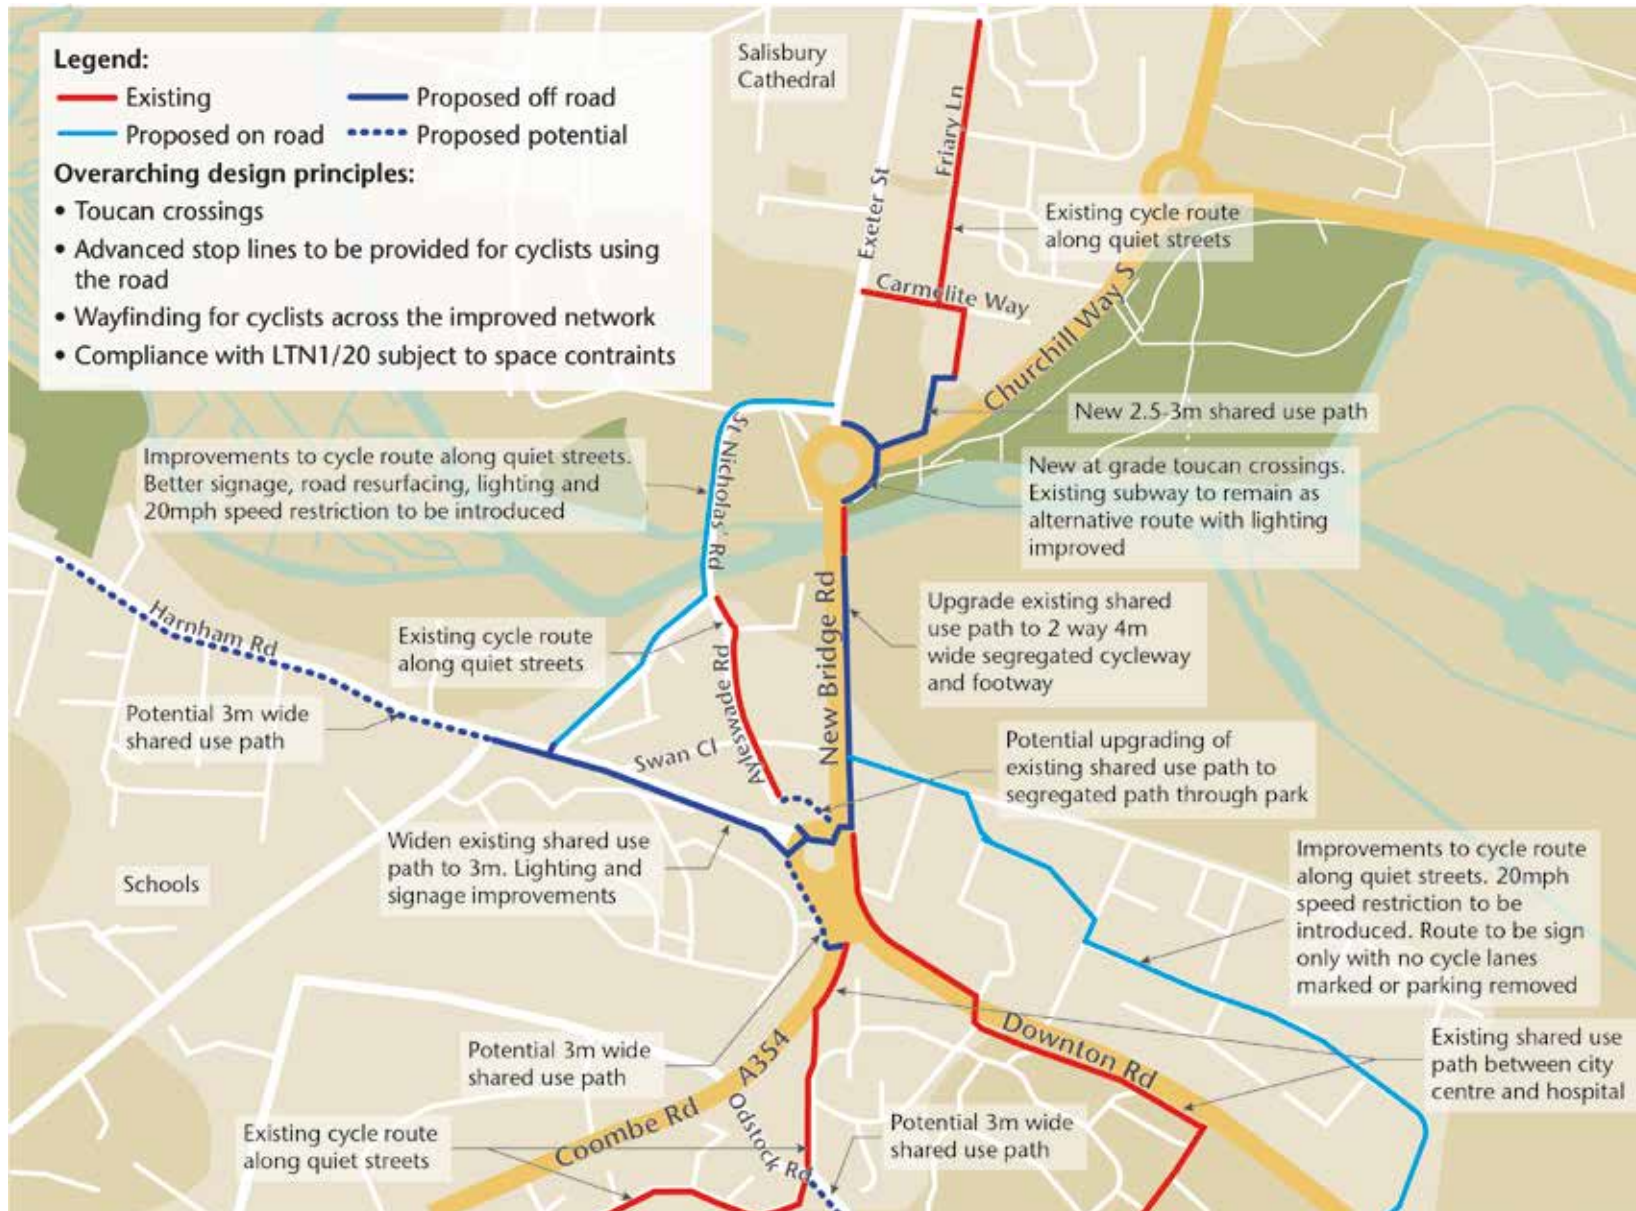 Legend:
Existing
Proposed off road
Proposed on road
Proposed potential
Overarching design principles:
• Toucan crossings
• Advanced stop lines to be provided for cyclists using
the road
• Wayfinding for cyclists across the improved network
• Compliance with LTN1/20 subject to space contraints
Salisbury
Cathedral
Friary Ln
Exeter St
Existing cycle route
along quiet streets
Carmelite Way
Churchill Way S
New 2.5-3m shared use path
St Nicholas' Rd
Improvements to cycle route along quiet streets.
Better signage, road resurfacing, lighting and
20mph speed restriction to be introduced
New at grade toucan crossings.
Existing subway to remain as
alternative route with lighting
improved
Harnham Rd
Existing cycle route
along quiet streets
Ayleswade Rd
New Bridge Rd
Upgrade existing shared
use path to 2 way 4m
wide segregated cycleway
and footway
Potential 3m wide
shared use path
Swan Cl
Potential upgrading of
existing shared use path to
segregated path through park
Widen existing shared use
path to 3m. Lighting and
signage improvements
Schools
Improvements to cycle route
along quiet streets. 20mph
speed restriction to be
introduced. Route to be sign
only with no cycle lanes
marked or parking removed
Potential 3m wide
shared use path
A354
Downton Rd
Existing shared use
path between city
centre and hospital
Coombe Rd
Odstock Rd
Existing cycle route
along quiet streets
Potential 3m wide
shared use path